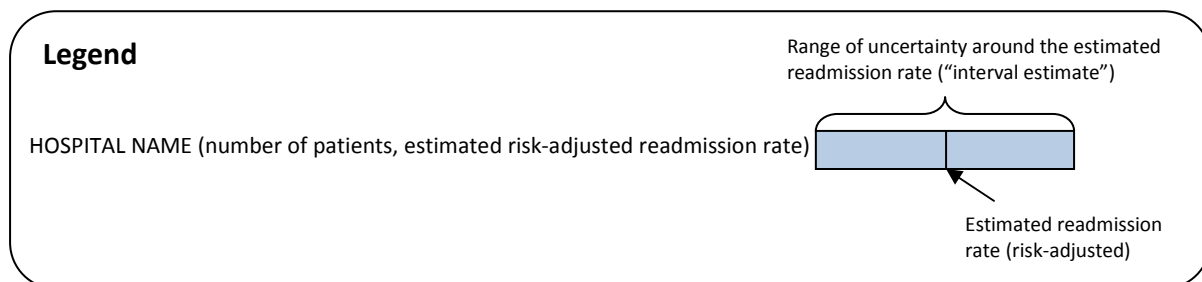 Legend
Range of uncertainty around the estimated
readmission rate (“interval estimate”)
HOSPITAL NAME (number of patients, estimated risk-adjusted readmission rate)
Estimated readmission
rate (risk-adjusted)